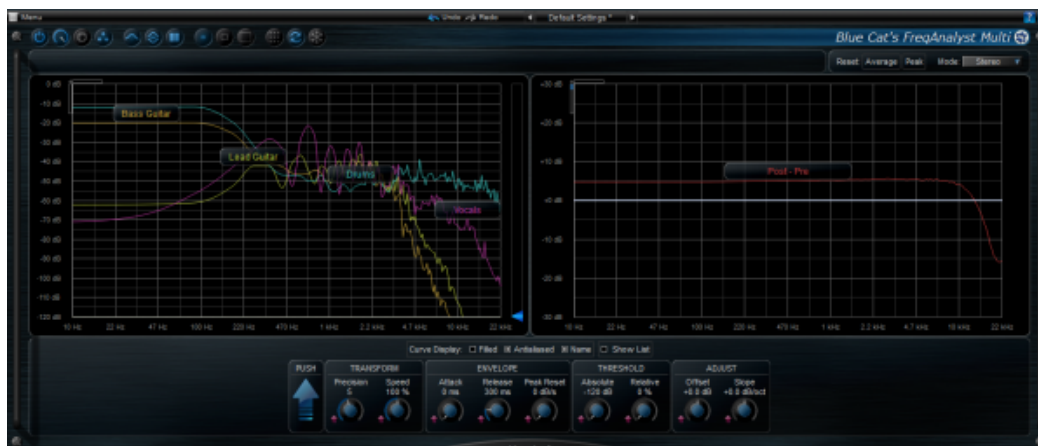 Menu Undo Redo Default Settings * ?
Blue Cat's FreqAnalyst Multi
Reset Average Peak Mode: Stereo
0 dB
-10 dB
-20 dB
-30 dB
-40 dB
-50 dB
-60 dB
-70 dB
-80 dB
-90 dB
-100 dB
-110 dB
-120 dB
Bass Guitar
Lead Guitar
Drums
Vocals
10 Hz 22 Hz 47 Hz 100 Hz 220 Hz 470 Hz 1 kHz 2.2 kHz 4.7 kHz 10 kHz 22 kHz
+30 dB
+20 dB
+10 dB
+0 dB
-10 dB
-20 dB
-30 dB
Post - Pre
10 Hz 22 Hz 47 Hz 100 Hz 220 Hz 470 Hz 1 kHz 2.2 kHz 4.7 kHz 10 kHz 22 kHz
Curve Display: Filled Antialiased Name Show List
PUSH TRANSFORM ENVELOPE THRESHOLD ADJUST
Precision Speed Attack Release Peak Reset Absolute Relative Offset Slope
5 100 % 0 ms 300 ms 0 dB/s -120 dB 0 % +0.0 dB +0.0 dB/oct